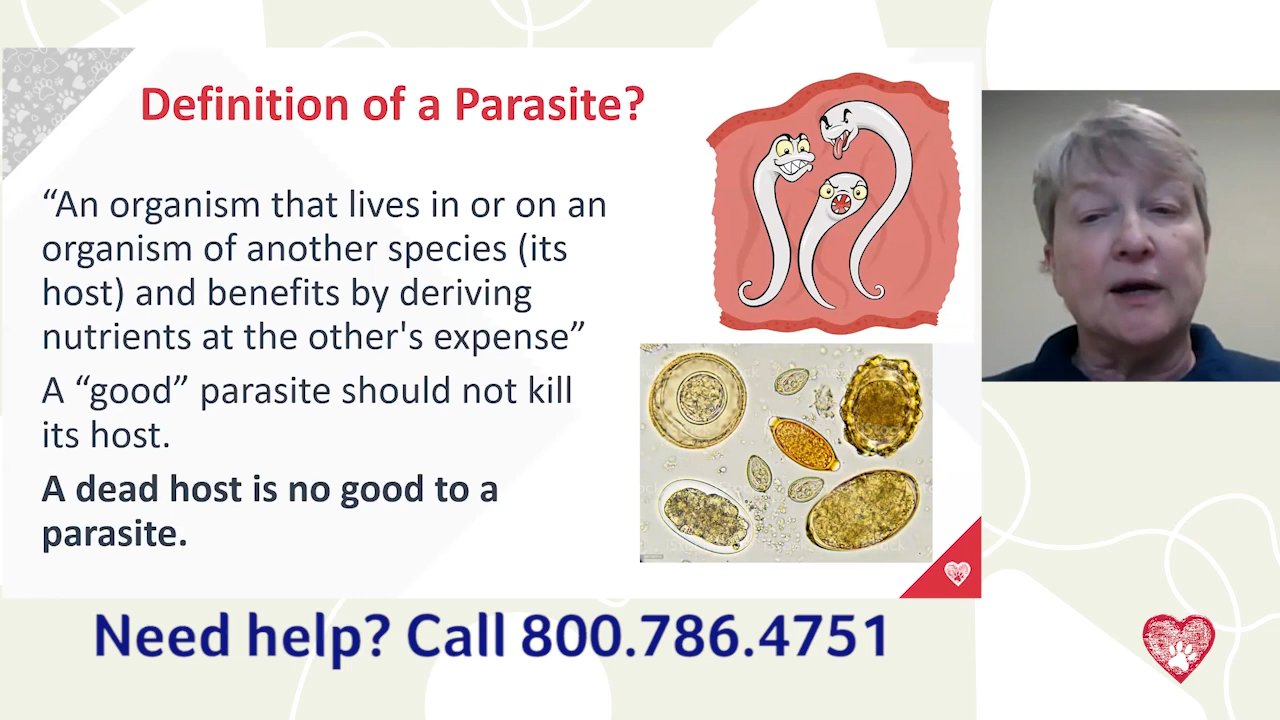 Definition of a Parasite?
“An organism that lives in or on an
organism of another species (its
host) and benefits by deriving
nutrients at the other's expense”
A “good” parasite should not kill
its host.
A dead host is no good to a
parasite.
Need help? Call 800.786.4751